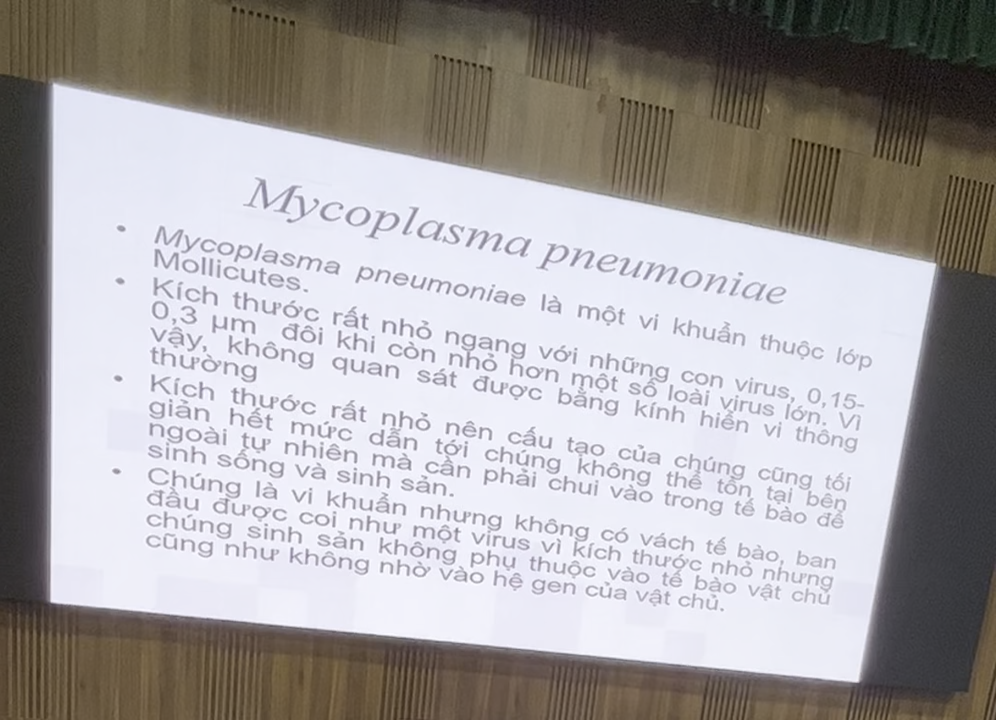 Mycoplasma pneumoniae
• Mycoplasma pneumoniae là một vi khuẩn thuộc lớp
Mollicutes.
• Kích thước rất nhỏ ngang với những con virus, 0,15-
0,3 µm đôi khi còn nhỏ hơn một số loài virus lớn. Vì
vậy, không quan sát được bằng kính hiển vi thông
thường
• Kích thước rất nhỏ nên cấu tạo của chúng cũng tối
giản hết mức dẫn tới chúng không thể tồn tại bên
ngoài tự nhiên mà cần phải chui vào trong tế bào để
sinh sống và sinh sản.
• Chúng là vi khuẩn nhưng không có vách tế bào, ban
đầu được coi như một virus vì kích thước nhỏ nhưng
chúng sinh sản không phụ thuộc vào tế bào vật chủ
cũng như không nhờ vào hệ gen của vật chủ.